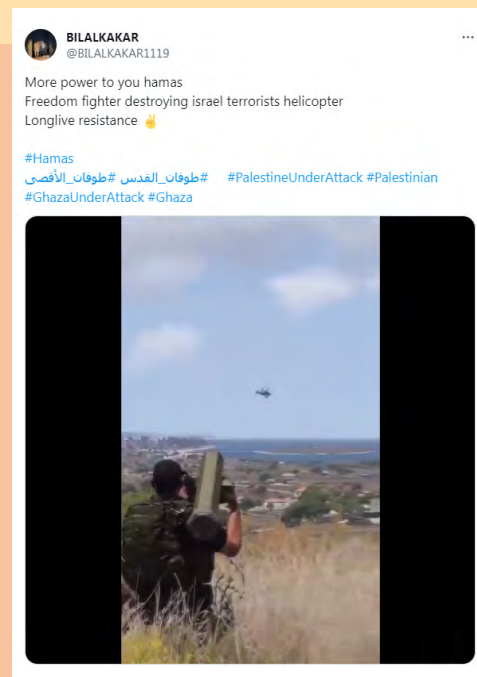 BILALKAKAR
@BILALKAKAR1119
More power to you hamas
Freedom fighter destroying israel terrorists helicopter
Longlive resistance ✌️
#Hamas
#طوفان_القدس #طوفان_الأقصى #PalestineUnderAttack #Palestinian
#GhazaUnderAttack #Ghaza